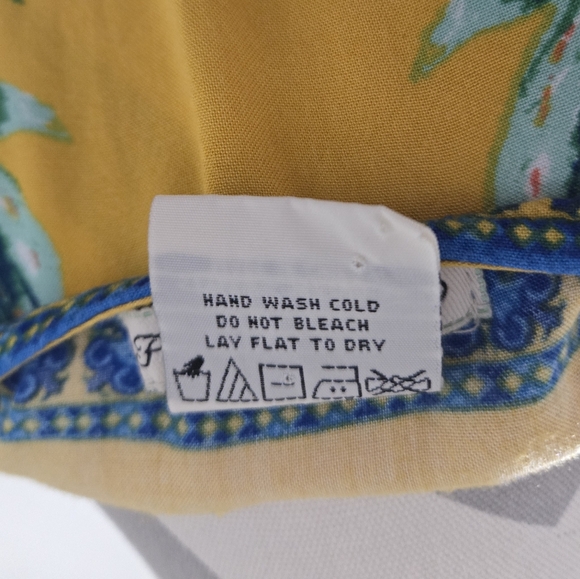 HAND WASH COLD
DO NOT BLEACH
LAY FLAT TO DRY